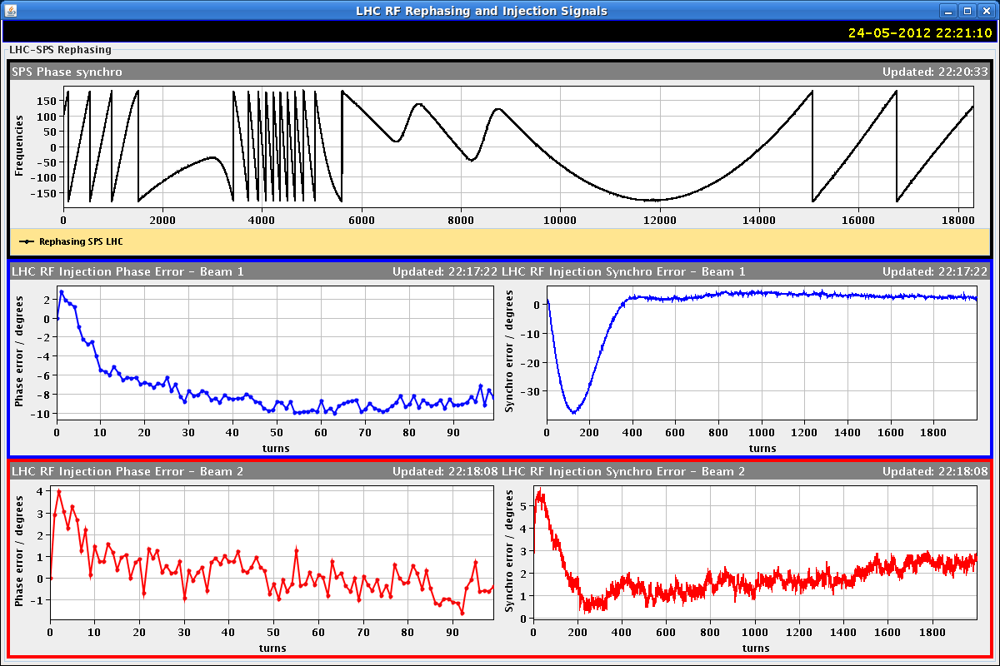 LHC RF Rephasing and Injection Signals
24-05-2012 22:21:10
LHC-SPS Rephasing
SPS Phase synchro Updated: 22:20:33
Frequencies
150
100
50
0
-50
-100
-150
0 2000 4000 6000 8000 10000 12000 14000 16000 18000
Rephasing SPS LHC
LHC RF Injection Phase Error - Beam 1 Updated: 22:17:22
Phase error / degrees
2
0
-2
-4
-6
-8
-10
0 10 20 30 40 50 60 70 80 90
turns
LHC RF Injection Synchro Error - Beam 1 Updated: 22:17:22
Synchro error / degrees
0
-10
-20
-30
0 200 400 600 800 1000 1200 1400 1600 1800
turns
LHC RF Injection Phase Error - Beam 2 Updated: 22:18:08
Phase error / degrees
4
3
2
1
0
-1
0 10 20 30 40 50 60 70 80 90
turns
LHC RF Injection Synchro Error - Beam 2 Updated: 22:18:08
Synchro error / degrees
5
4
3
2
1
0
0 200 400 600 800 1000 1200 1400 1600 1800
turns